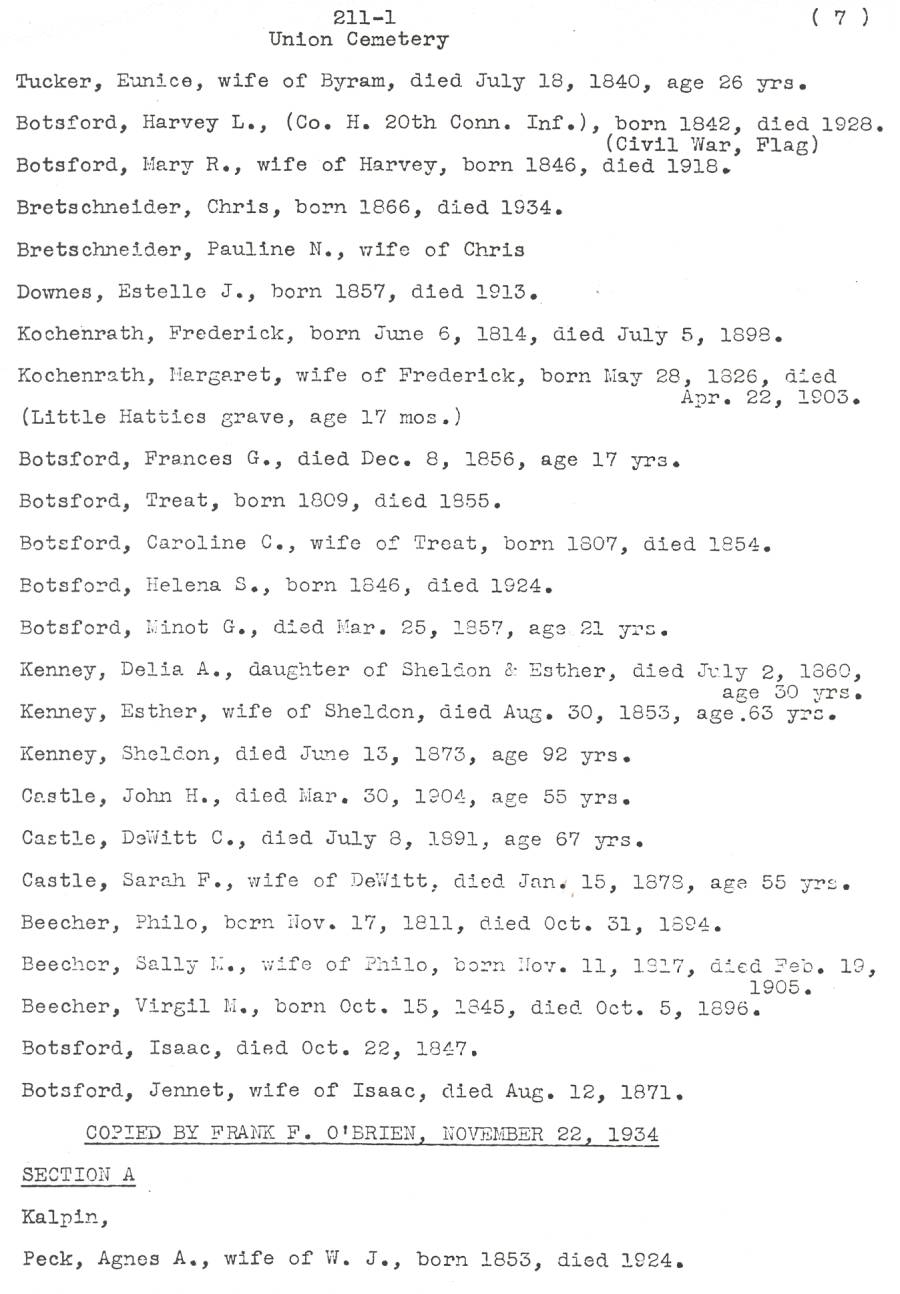 211-1
( 7 )
Union Cemetery
Tucker, Eunice, wife of Byram, died July 18, 1840, age 26 yrs.
Botsford, Harvey L., (Co. H. 20th Conn. Inf.), born 1842, died 1928.
(Civil War, Flag)
Botsford, Mary R., wife of Harvey, born 1846, died 1918.
Bretschneider, Chris, born 1866, died 1934.
Bretschneider, Pauline N., wife of Chris
Downes, Estelle J., born 1857, died 1913.
Kochenrath, Frederick, born June 6, 1814, died July 5, 1898.
Kochenrath, Margaret, wife of Frederick, born May 28, 1826, died
Apr. 22, 1903.
(Little Hatties grave, age 17 mos.)
Botsford, Frances G., died Dec. 8, 1856, age 17 yrs.
Botsford, Treat, born 1809, died 1855.
Botsford, Caroline C., wife of Treat, born 1807, died 1854.
Botsford, Helena S., born 1846, died 1924.
Botsford, Minot G., died Mar. 25, 1857, age 21 yrs.
Kenney, Delia A., daughter of Sheldon & Esther, died July 2, 1860,
age 30 yrs.
Kenney, Esther, wife of Sheldon, died Aug. 30, 1853, age 63 yrs.
Kenney, Sheldon, died June 13, 1873, age 92 yrs.
Castle, John H., died Mar. 30, 1904, age 55 yrs.
Castle, DeWitt C., died July 8, 1891, age 67 yrs.
Castle, Sarah F., wife of DeWitt, died Jan. 15, 1878, age 55 yrs.
Beecher, Philo, born Nov. 17, 1811, died Oct. 31, 1894.
Beecher, Sally M., wife of Philo, born Nov. 11, 1817, died Feb. 19,
1905.
Beecher, Virgil M., born Oct. 15, 1845, died Oct. 5, 1896.
Botsford, Isaac, died Oct. 22, 1847.
Botsford, Jennet, wife of Isaac, died Aug. 12, 1871.
COPIED BY FRANK F. O'BRIEN, NOVEMBER 22, 1934
SECTION A
Kalpin,
Peck, Agnes A., wife of W. J., born 1853, died 1924.